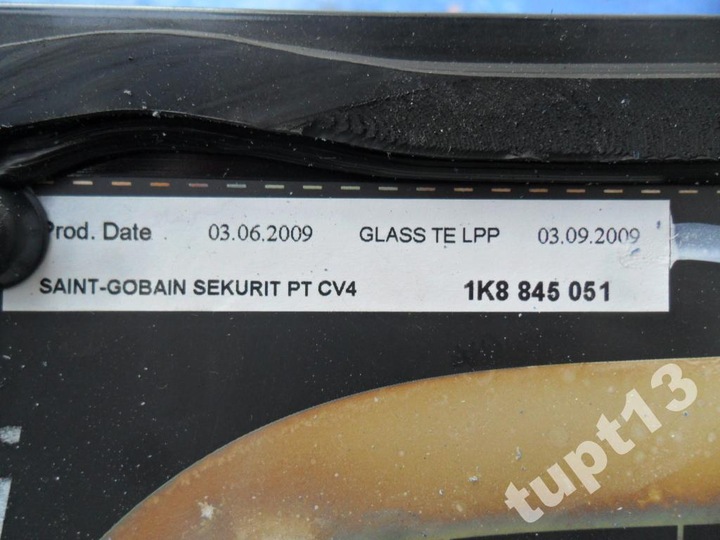 Prod. Date 03.06.2009 GLASS TE LPP 03.09.2009
SAINT-GOBAIN SEKURIT PT CV4 1K8 845 051
tupt13